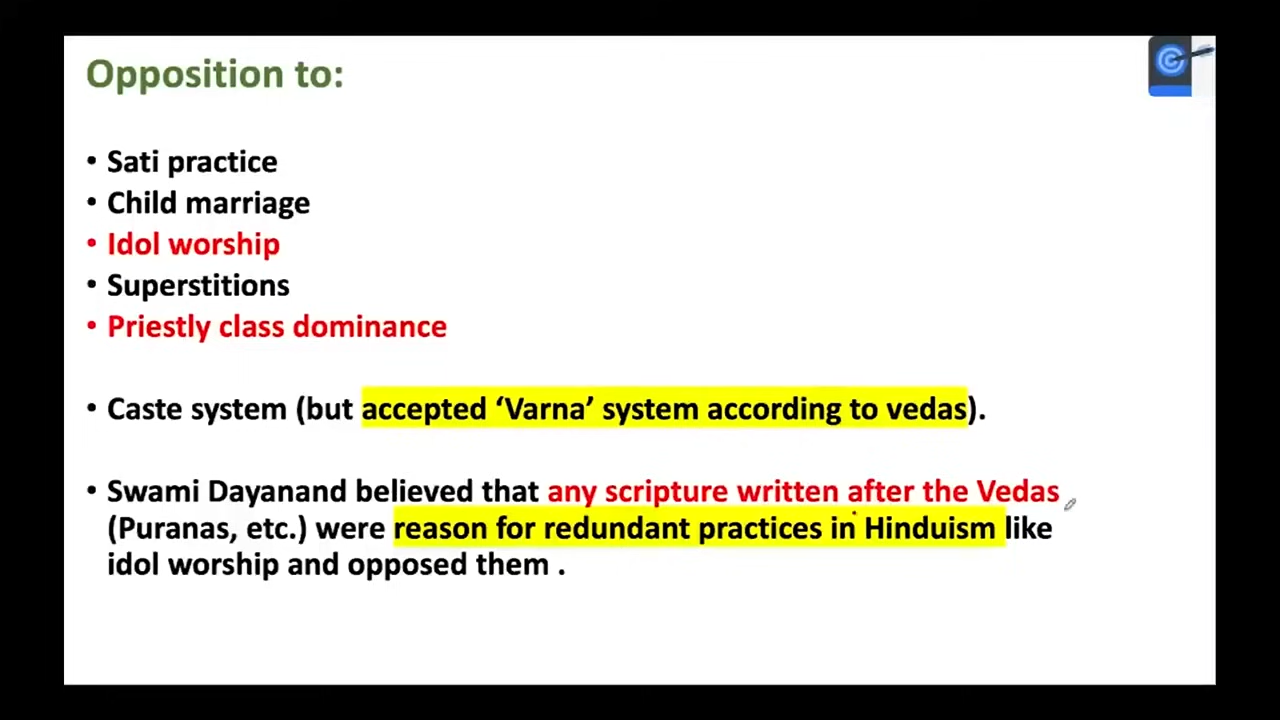 Opposition to:
• Sati practice
• Child marriage
• Idol worship
• Superstitions
• Priestly class dominance
• Caste system (but accepted ‘Varna’ system according to vedas).
• Swami Dayanand believed that any scripture written after the Vedas
(Puranas, etc.) were reason for redundant practices in Hinduism like
idol worship and opposed them .